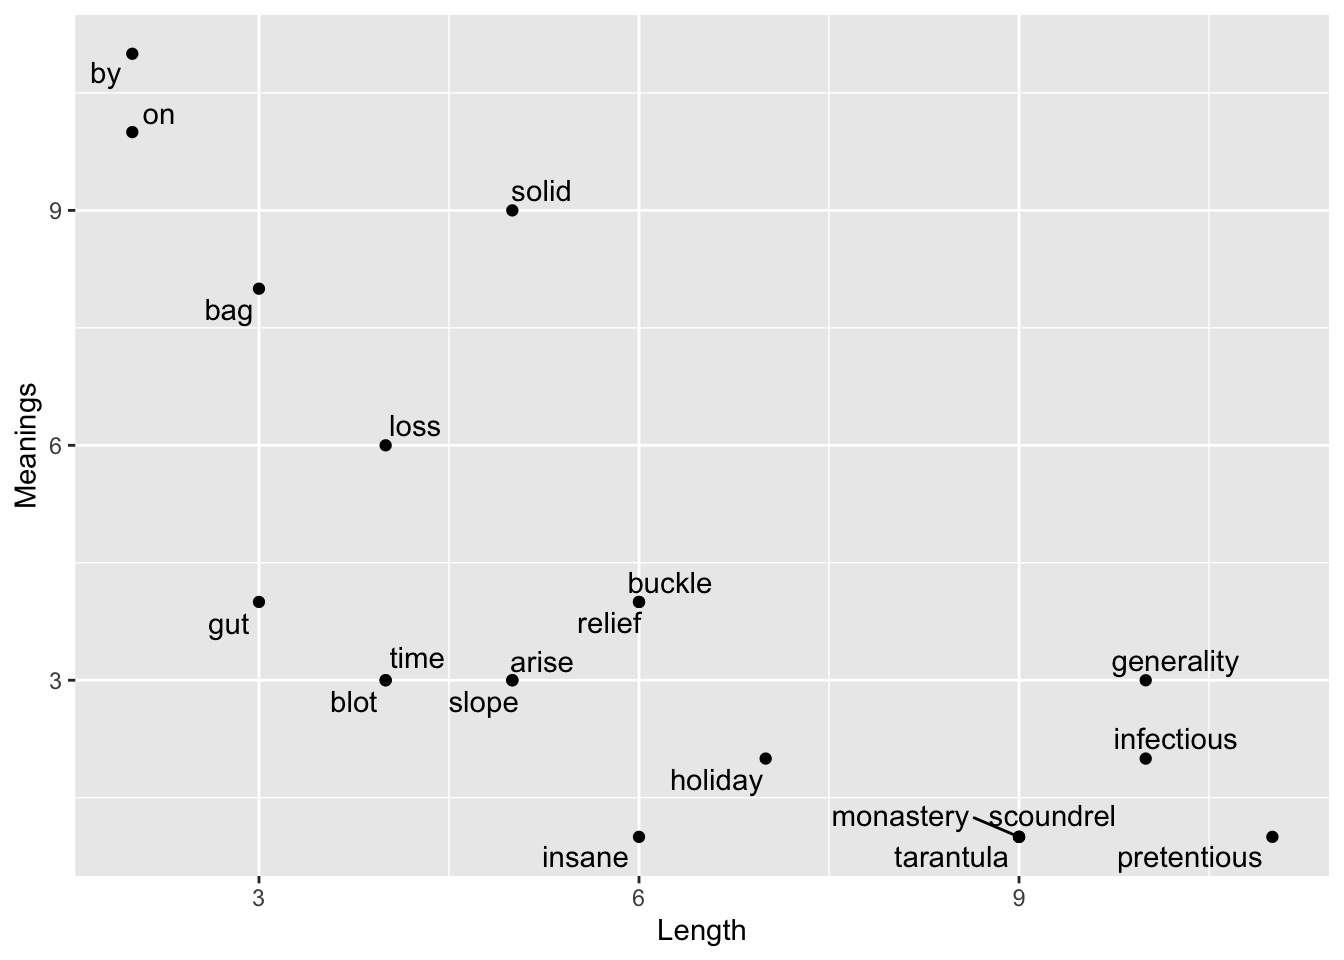 by
on
solid
9
bag
loss
6
Meanings
buckle
gut
relief
time
arise
generality
3
blot
slope
infectious
holiday
monastery
scoundrel
insane
tarantula
pretentious
3
6
9
Length